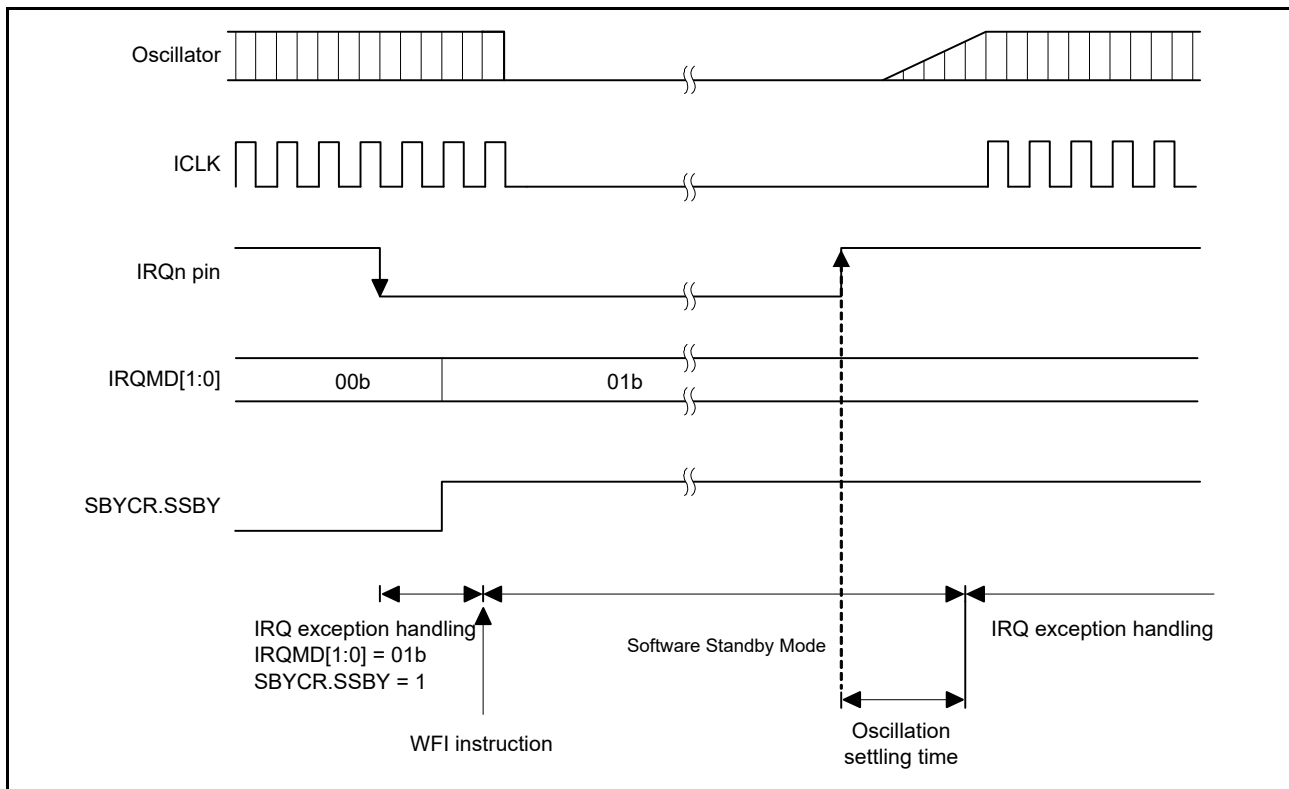 Oscillator
ICLK
IRQn pin
IRQMD[1:0]
00b
01b
SBYCR.SSBY
IRQ exception handling
IRQMD[1:0] = 01b
SBYCR.SSBY = 1
Software Standby Mode
IRQ exception handling
WFI instruction
Oscillation
settling time